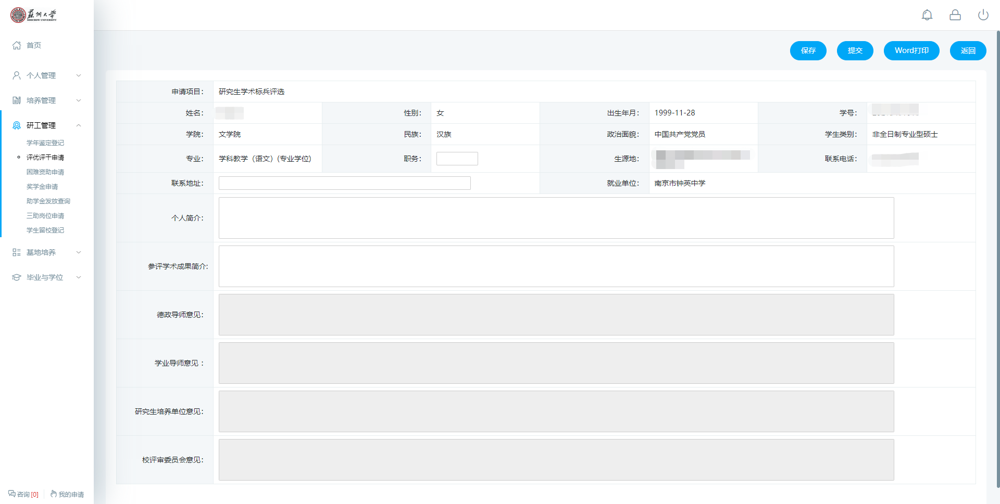 苏州大学
SOOCHOW UNIVERSITY
首页
个人管理
培养管理
研工管理
学年鉴定登记
评优评干申请
困难资助申请
奖学金申请
助学金发放查询
三助岗位申请
学生留校登记
基地培养
毕业与学位
咨询[0] 我的申请
保存 提交 Word打印 返回
申请项目： 研究生学术标兵评选
姓名： 性别： 女 出生年月： 1999-11-28 学号：
学院： 文学院 民族： 汉族 政治面貌： 中国共产党党员 学生类别： 非全日制专业型硕士
专业： 学科教学（语文）(专业学位) 职务： 生源地： 联系电话：
联系地址： 就业单位： 南京市钟英中学
个人简介：
参评学术成果简介:
德政导师意见：
学业导师意见 ：
研究生培养单位意见：
校评审委员会意见：